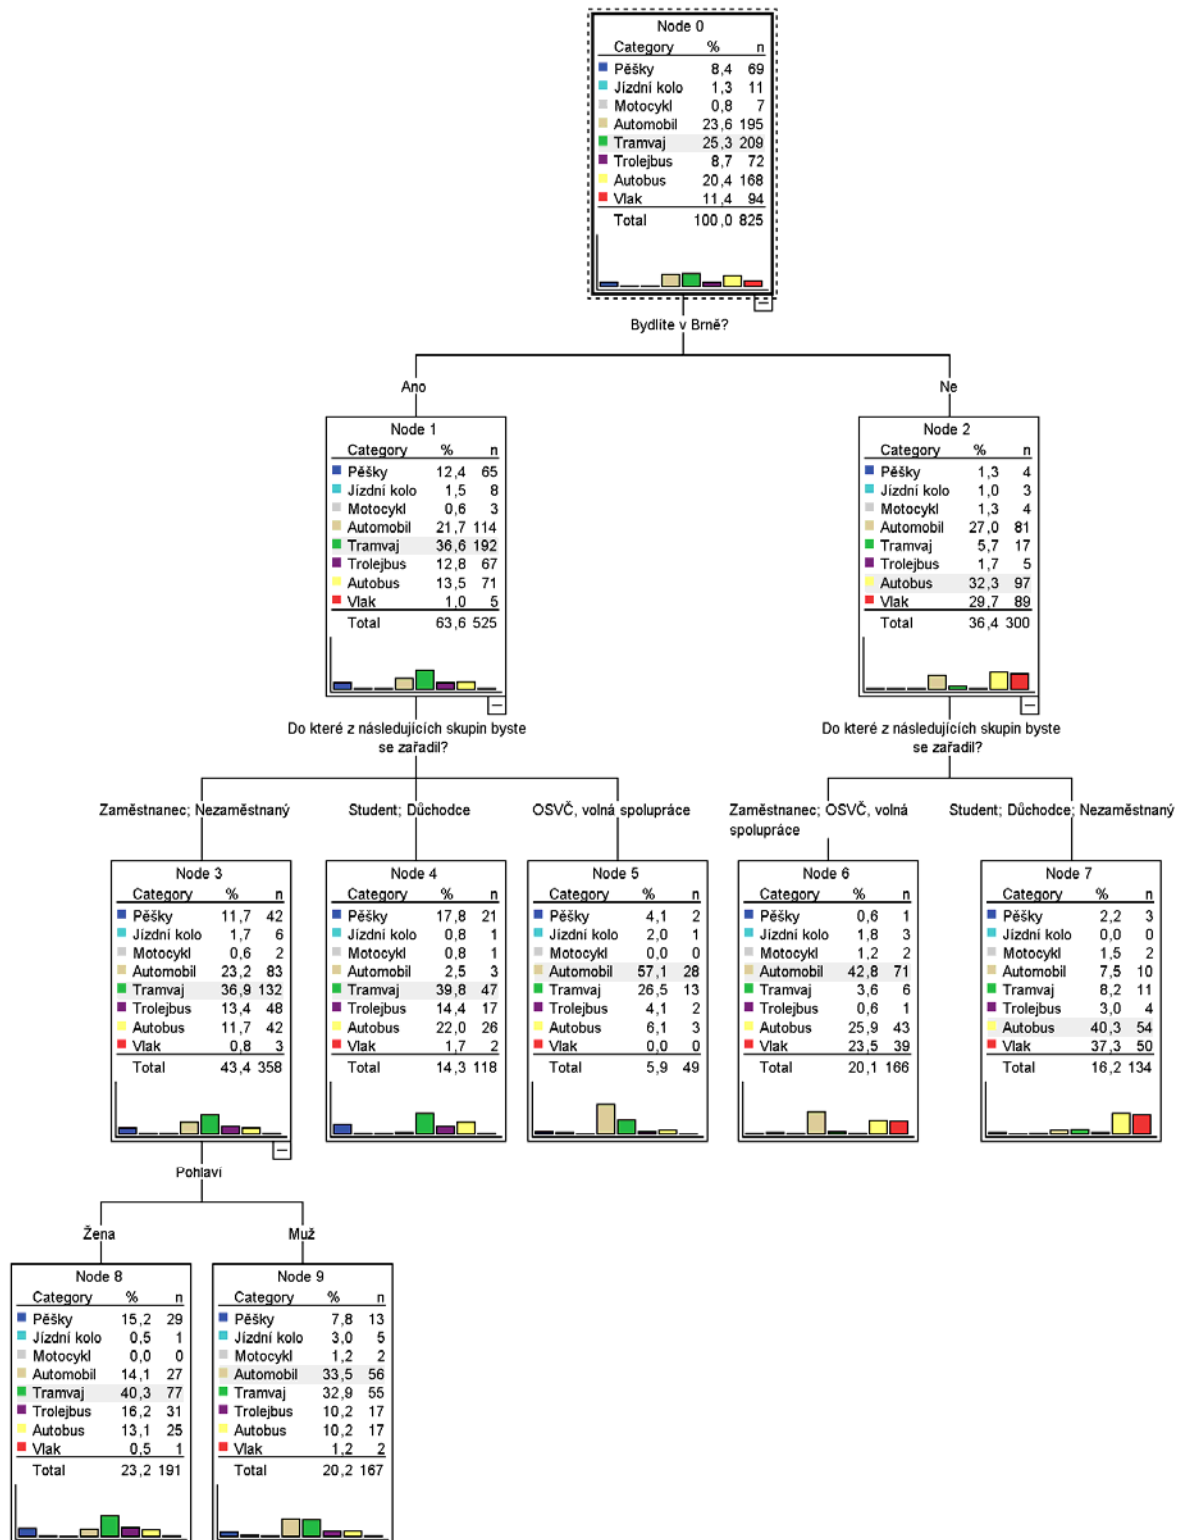 Node 0
Category % n
Pěšky 8,4 69
Jízdní kolo 1,3 11
Motocykl 0,8 7
Automobil 23,6 195
Tramvaj 25,3 209
Trolejbus 8,7 72
Autobus 20,4 168
Vlak 11,4 94
Total 100,0 825
Bydlíte v Brně?
Ano
Ne
Node 1
Category % n
Pěšky 12,4 65
Jízdní kolo 1,5 8
Motocykl 0,6 3
Automobil 21,7 114
Tramvaj 36,6 192
Trolejbus 12,8 67
Autobus 13,5 71
Vlak 1,0 5
Total 63,6 525
Node 2
Category % n
Pěšky 1,3 4
Jízdní kolo 1,0 3
Motocykl 1,3 4
Automobil 27,0 81
Tramvaj 5,7 17
Trolejbus 1,7 5
Autobus 32,3 97
Vlak 29,7 89
Total 36,4 300
Do které z následujících skupin byste
se zařadil?
Do které z následujících skupin byste
se zařadil?
Zaměstnanec; Nezaměstnaný
Student; Důchodce
OSVČ, volná spolupráce
Zaměstnanec; OSVČ, volná
spolupráce
Student; Důchodce; Nezaměstnaný
Node 3
Category % n
Pěšky 11,7 42
Jízdní kolo 1,7 6
Motocykl 0,6 2
Automobil 23,2 83
Tramvaj 36,9 132
Trolejbus 13,4 48
Autobus 11,7 42
Vlak 0,8 3
Total 43,4 358
Node 4
Category % n
Pěšky 17,8 21
Jízdní kolo 0,8 1
Motocykl 0,8 1
Automobil 2,5 3
Tramvaj 39,8 47
Trolejbus 14,4 17
Autobus 22,0 26
Vlak 1,7 2
Total 14,3 118
Node 5
Category % n
Pěšky 4,1 2
Jízdní kolo 2,0 1
Motocykl 0,0 0
Automobil 57,1 28
Tramvaj 26,5 13
Trolejbus 4,1 2
Autobus 6,1 3
Vlak 0,0 0
Total 5,9 49
Node 6
Category % n
Pěšky 0,6 1
Jízdní kolo 1,8 3
Motocykl 1,2 2
Automobil 42,8 71
Tramvaj 3,6 6
Trolejbus 0,6 1
Autobus 25,9 43
Vlak 23,5 39
Total 20,1 166
Node 7
Category % n
Pěšky 2,2 3
Jízdní kolo 0,0 0
Motocykl 1,5 2
Automobil 7,5 10
Tramvaj 8,2 11
Trolejbus 3,0 4
Autobus 40,3 54
Vlak 37,3 50
Total 16,2 134
Pohlaví
Žena
Muž
Node 8
Category % n
Pěšky 15,2 29
Jízdní kolo 0,5 1
Motocykl 0,0 0
Automobil 14,1 27
Tramvaj 40,3 77
Trolejbus 16,2 31
Autobus 13,1 25
Vlak 0,5 1
Total 23,2 191
Node 9
Category % n
Pěšky 7,8 13
Jízdní kolo 3,0 5
Motocykl 1,2 2
Automobil 33,5 56
Tramvaj 32,9 55
Trolejbus 10,2 17
Autobus 10,2 17
Vlak 1,2 2
Total 20,2 167